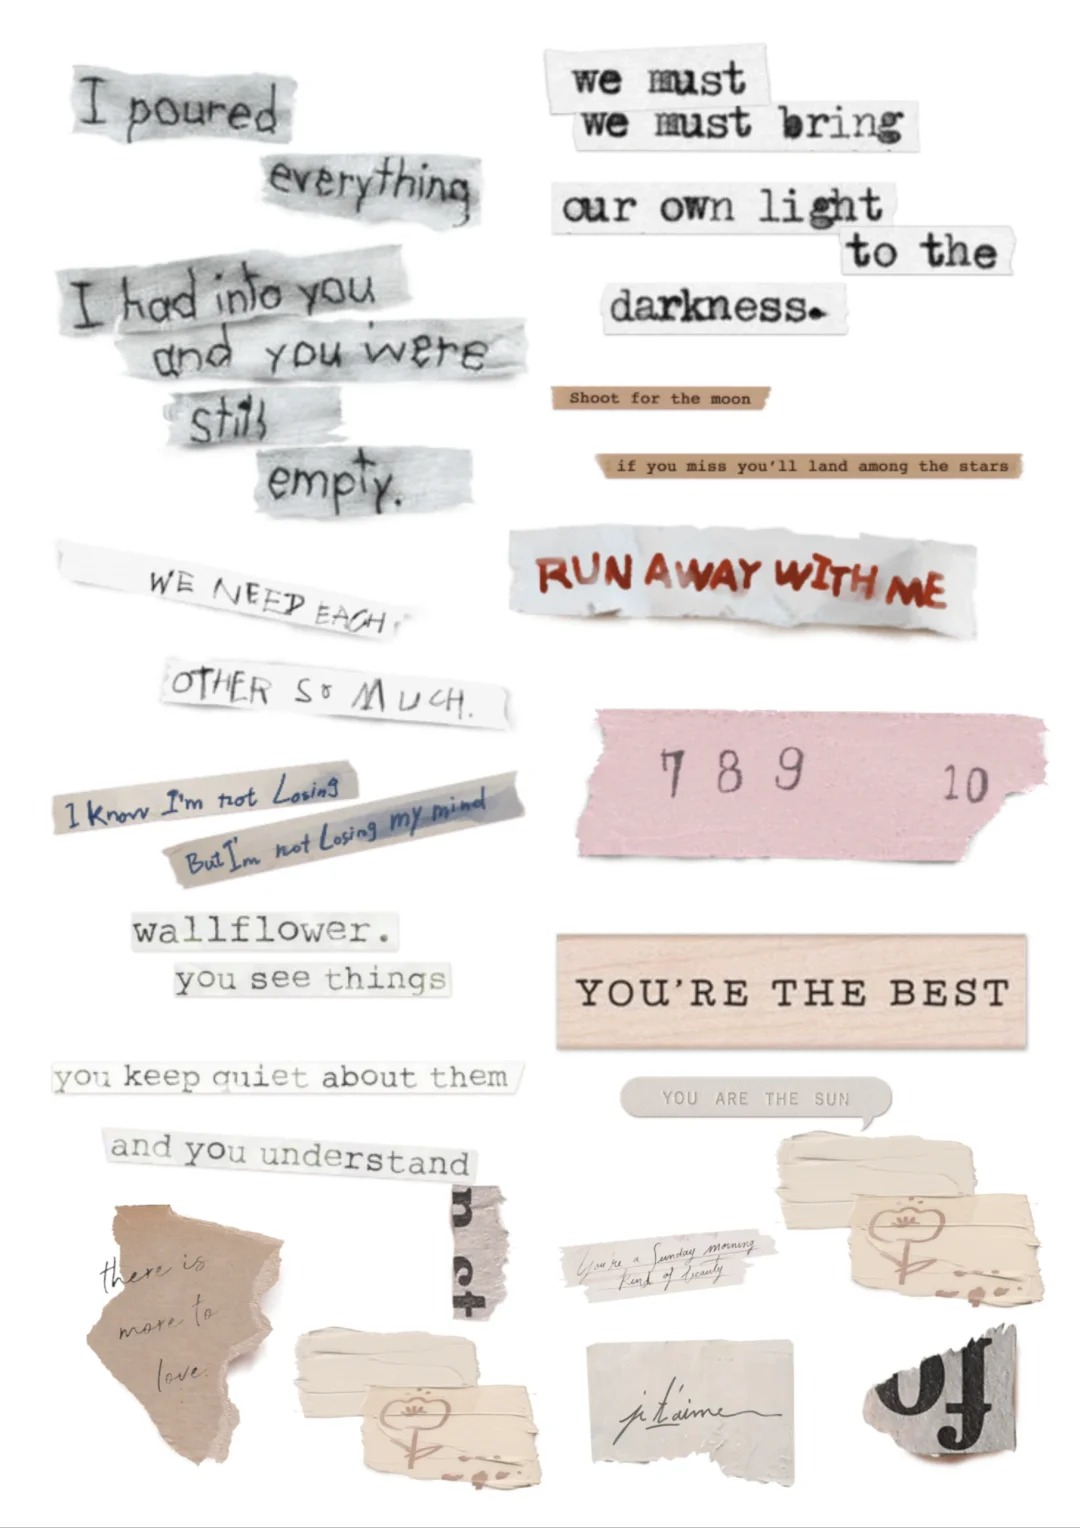 I poured
everything
I had into you
and you were
still
empty.
we must
we must bring
our own light
to the
darkness.
Shoot for the moon
if you miss you'll land among the stars
WE NEED EACH
OTHER SO MUCH.
RUN AWAY WITH ME
I know I'm not Losing
But I'm not Losing my mind
7 8 9 10
wallflower.
you see things
you keep quiet about them
and you understand
YOU'RE THE BEST
YOU ARE THE SUN
there is
more to
love.
n ct
You're a Sunday morning
kind of beauty
je t'aime
of